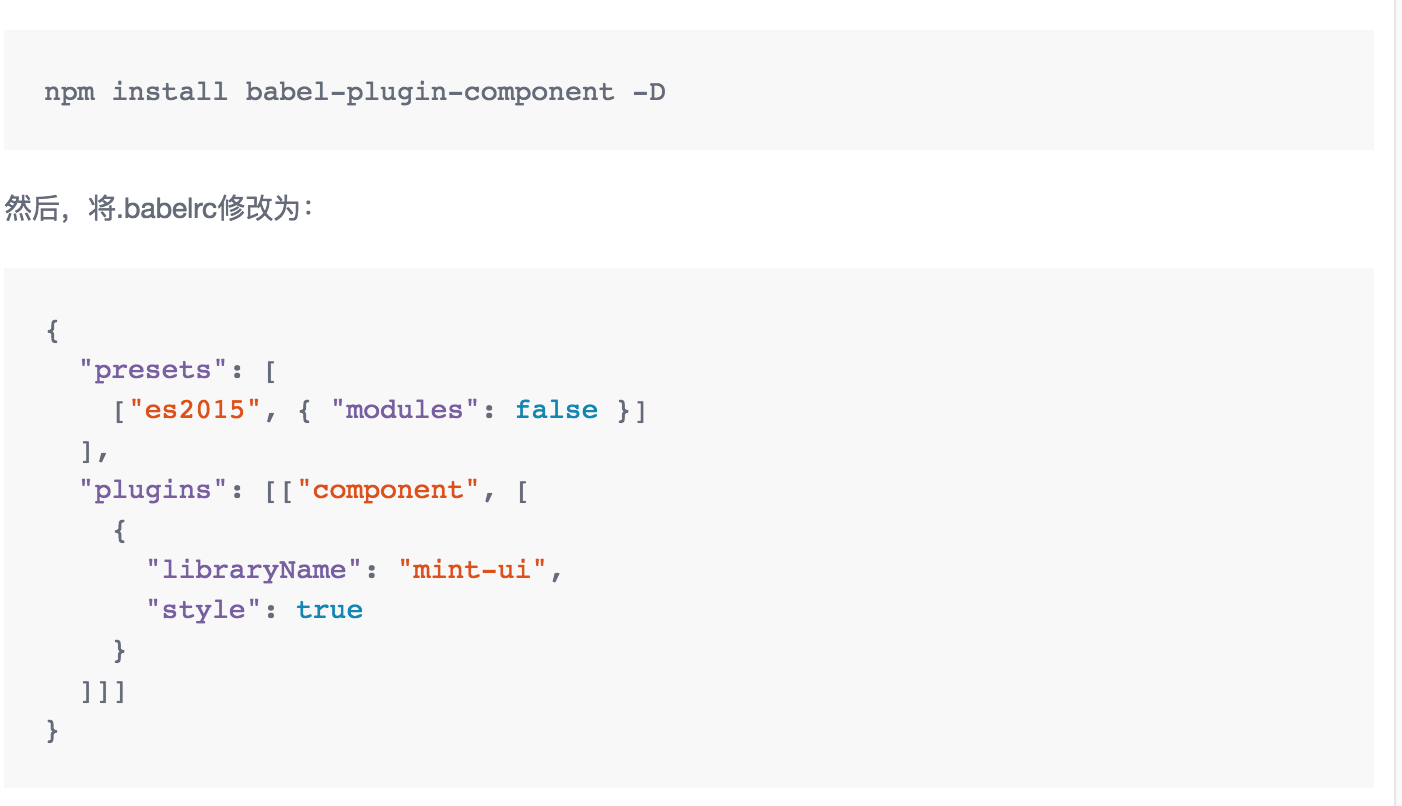 npm install babel-plugin-component -D
然后，将.babelrc修改为：
{
  "presets": [
    ["es2015", { "modules": false }]
  ],
  "plugins": [["component", [
    {
      "libraryName": "mint-ui",
      "style": true
    }
  ]]]
}